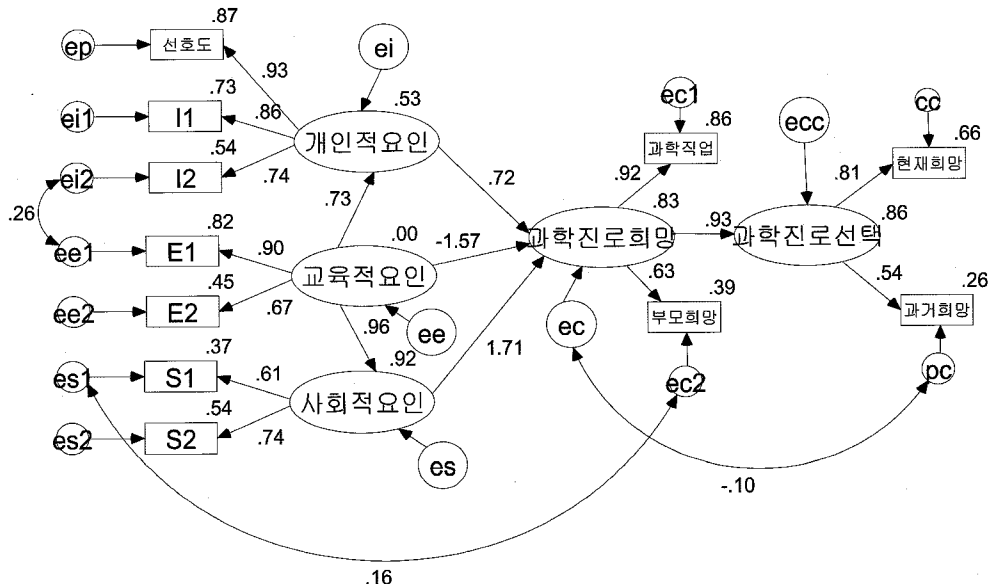 .87
ep
선호도
ei
.93
.73
.53
ei1
I1
.86
개인적요인
.54
ei2
I2
.74
.26
.73
.72
ec1
.86
과학직업
.92
ecc
cc
.66
현재희망
.81
.82
.00
-1.57
.83
.93
.86
ee1
E1
.90
교육적요인
과학진로희망
과학진로선택
.45
.63
.39
.54
.26
ee2
E2
.67
.96
ee
ec
부모희망
과거희망
.37
.92
1.71
es1
S1
.61
사회적요인
ec2
pc
.54
es2
S2
.74
es
-.10
.16